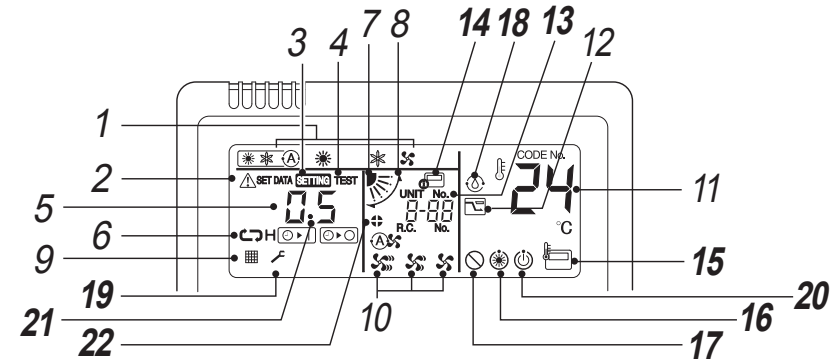 3 4 7 8 14 18 13 12
1
A CODE No.
2 SET DATA SETTING TEST UNIT No. 24 11
5 0.5 8-88
R.C. No. °C
6 H
A
9 15
19 10 20
21 16
22 17